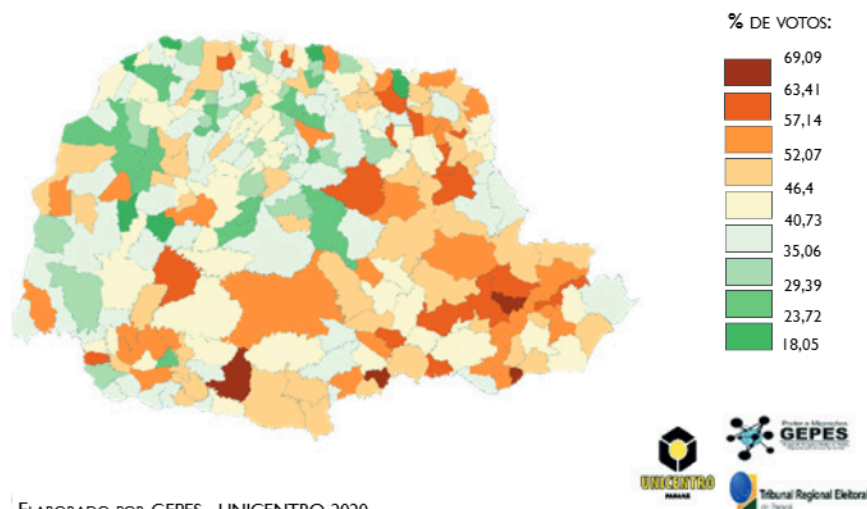 % DE VOTOS:
69,09
63,41
57,14
52,07
46,4
40,73
35,06
29,39
23,72
18,05
GEPES
UNICENTRO
PARANÁ
Tribunal Regional Eleitoral
ELABORADO POR GEPES - UNICENTRO 2020